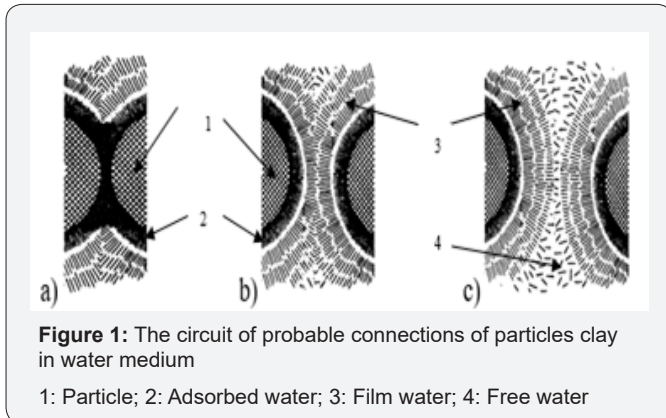 1
2
3
4
a) b) c)
Figure 1: The circuit of probable connections of particles clay
in water medium
1: Particle; 2: Adsorbed water; 3: Film water; 4: Free water